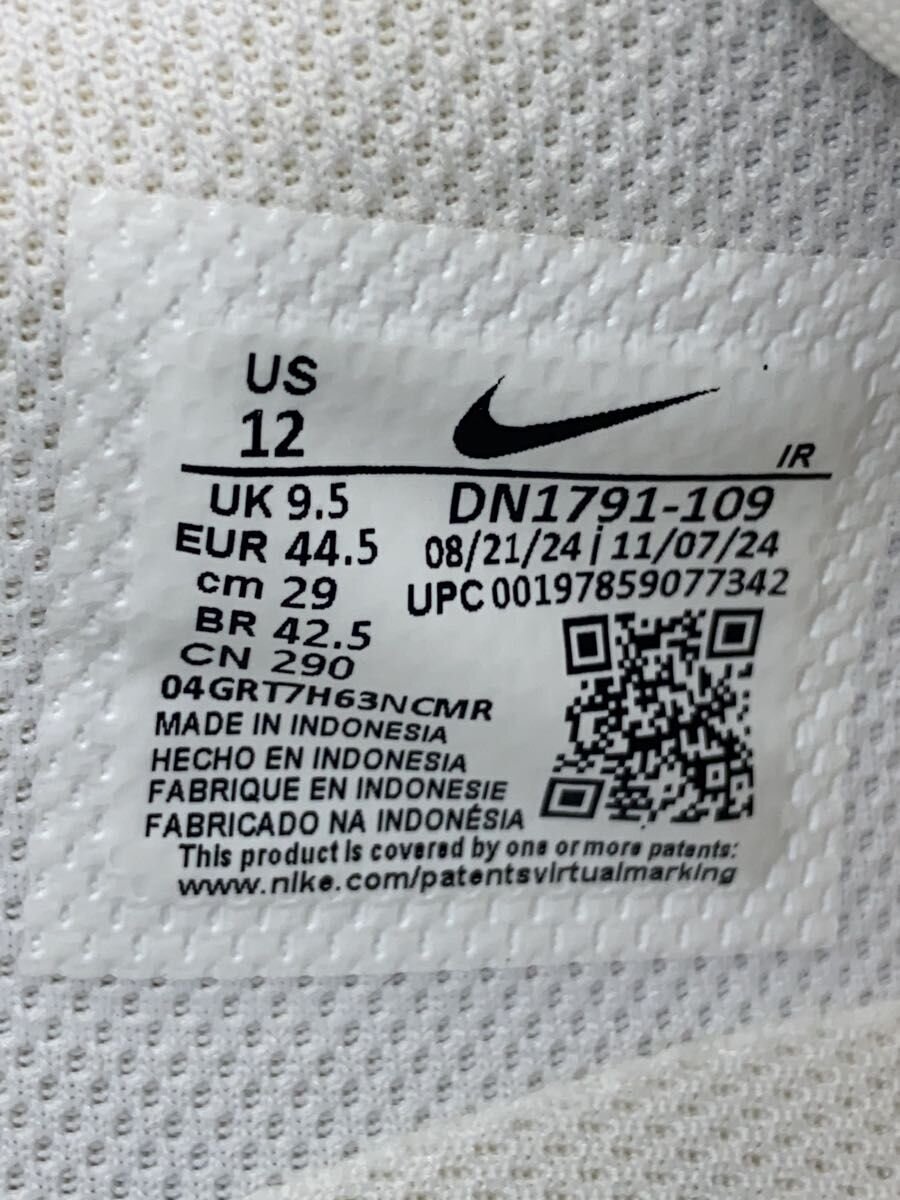 US
12
IR
UK 9.5
EUR 44.5
cm 29
BR 42.5
CN 290
DN1791-109
08/21/24 | 11/07/24
UPC 00197859077342
04GRT7H63NCMR
MADE IN INDONESIA
HECHO EN INDONESIA
FABRIQUE EN INDONESIE
FABRICADO NA INDONÉSIA
This product is covered by one or more patents:
www.nike.com/patentsvirtualmarking